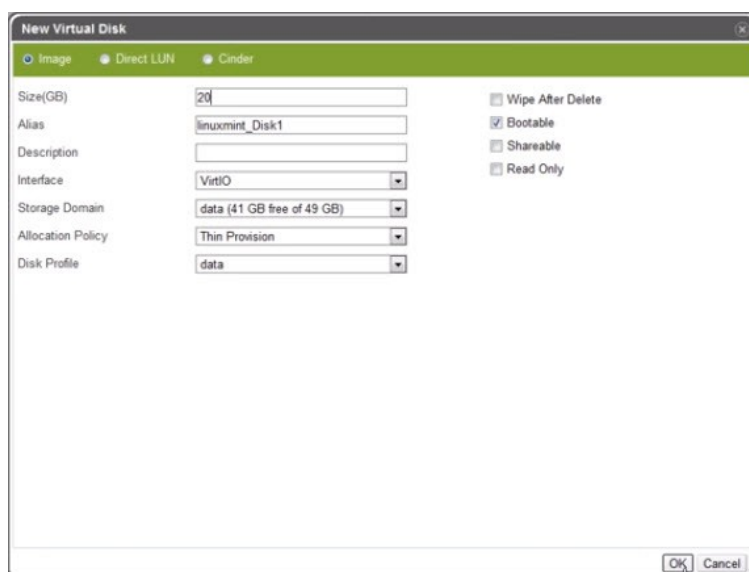 New Virtual Disk
Image Direct LUN Cinder
Size(GB) 20
Alias linuxmint_Disk1
Description
Interface VirtIO
Storage Domain data (41 GB free of 49 GB)
Allocation Policy Thin Provision
Disk Profile data
Wipe After Delete
Bootable
Shareable
Read Only
OK Cancel